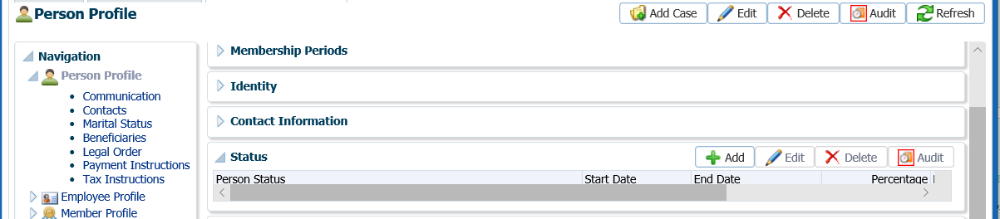 Person Profile
Add Case
Edit
Delete
Audit
Refresh
Navigation
Person Profile
Communication
Contacts
Marital Status
Beneficiaries
Legal Order
Payment Instructions
Tax Instructions
Employee Profile
Member Profile
Membership Periods
Identity
Contact Information
Status
Add
Edit
Delete
Audit
Person Status
Start Date
End Date
Percentage